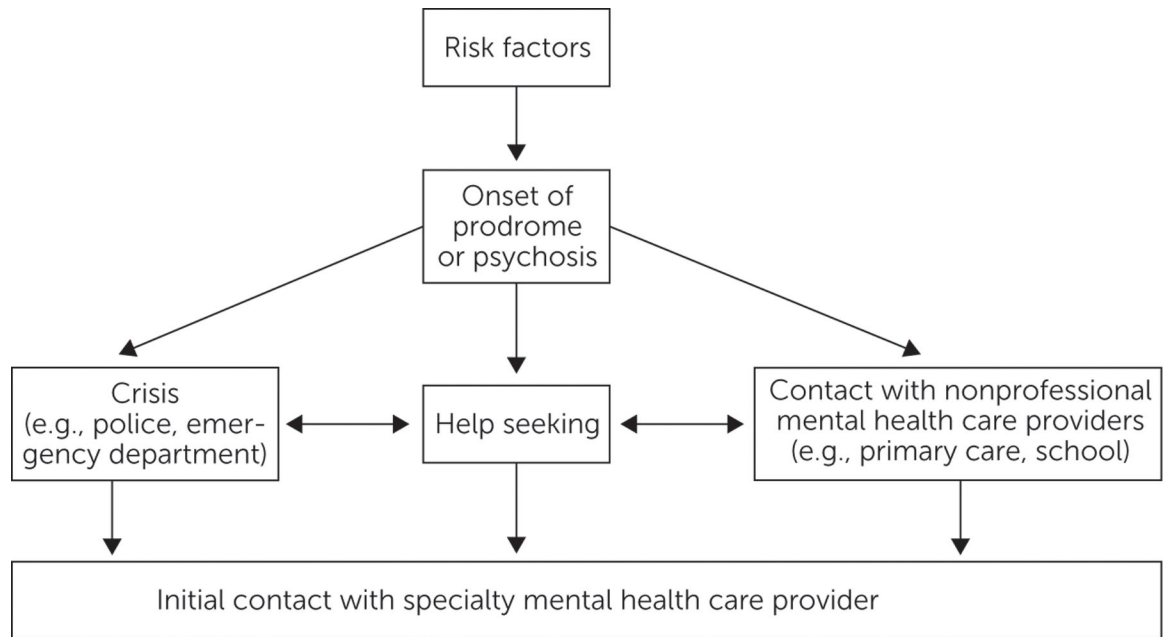 Risk factors
Onset of
prodrome
or psychosis
Crisis
(e.g., police, emer-
gency department)
Help seeking
Contact with nonprofessional
mental health care providers
(e.g., primary care, school)
Initial contact with specialty mental health care provider